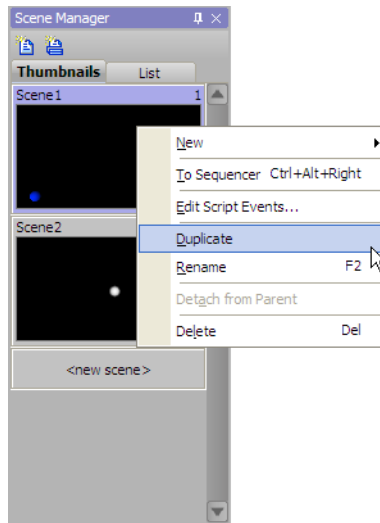 Scene Manager
Thumbnails List
Scene1 1
New
To Sequencer Ctrl+Alt+Right
Edit Script Events...
Scene2
Duplicate
Rename F2
Detach from Parent
Delete Del
<new scene>